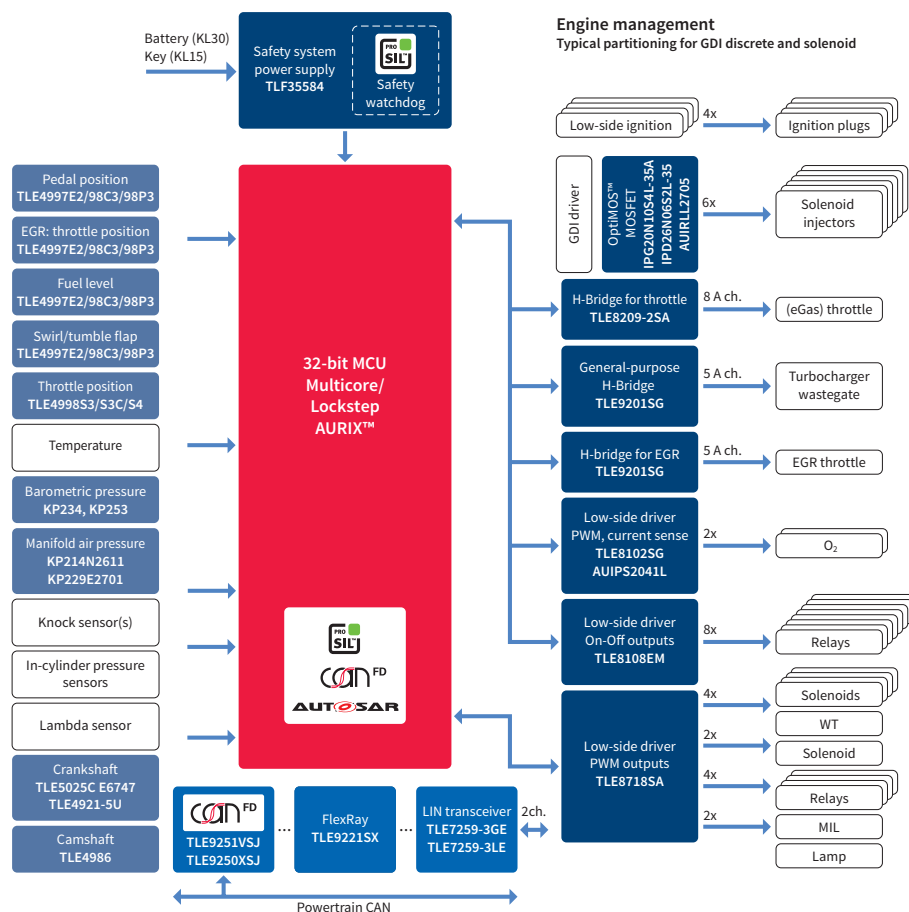 Engine management
Typical partitioning for GDI discrete and solenoid
Battery (KL30)
Key (KL15)
Safety system
power supply
TLF35584
PRO
SIL™
Safety
watchdog
Pedal position
TLE4997E2/98C3/98P3
EGR: throttle position
TLE4997E2/98C3/98P3
Fuel level
TLE4997E2/98C3/98P3
Swirl/tumble flap
TLE4997E2/98C3/98P3
Throttle position
TLE4998S3/S3C/S4
Temperature
Barometric pressure
KP234, KP253
Manifold air pressure
KP214N2611
KP229E2701
Knock sensor(s)
In-cylinder pressure
sensors
Lambda sensor
Crankshaft
TLE5025C E6747
TLE4921-5U
Camshaft
TLE4986
32-bit MCU
Multicore/
Lockstep
AURIX™
PRO
SIL™
CAN FD
AUTOSAR
CAN FD
TLE9251VSJ
TLE9250XSJ
...
FlexRay
TLE9221SX
...
LIN transceiver
TLE7259-3GE
TLE7259-3LE
2ch.
Powertrain CAN
Low-side ignition
4x
Ignition plugs
GDI driver
OptiMOS™
MOSFET
IPG20N10S4L-35A
IPD26N06S2L-35
AUIRLL2705
6x
Solenoid
injectors
H-Bridge for throttle
TLE8209-2SA
8 A ch.
(eGas) throttle
General-purpose
H-Bridge
TLE9201SG
5 A ch.
Turbocharger
wastegate
H-bridge for EGR
TLE9201SG
5 A ch.
EGR throttle
Low-side driver
PWM, current sense
TLE8102SG
AUIPS2041L
2x
O₂
Low-side driver
On-Off outputs
TLE8108EM
8x
Relays
Low-side driver
PWM outputs
TLE8718SA
4x
Solenoids
WT
2x
Solenoid
4x
Relays
2x
MIL
Lamp